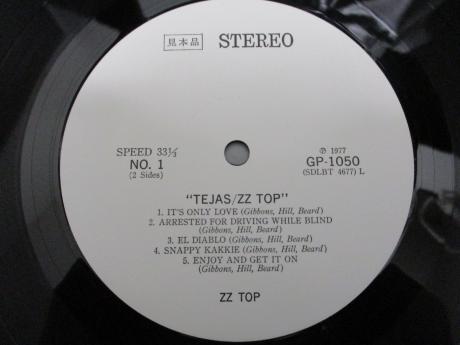 見本品 STEREO
SPEED 33⅓
NO. 1
(2 Sides)
℗ 1977
GP-1050
(SDLBT 4677) L
"TEJAS/ZZ TOP"
1. IT'S ONLY LOVE (Gibbons, Hill, Beard)
2. ARRESTED FOR DRIVING WHILE BLIND
(Gibbons, Hill, Beard)
3. EL DIABLO (Gibbons, Hill, Beard)
4. SNAPPY KAKKIE (Gibbons, Hill, Beard)
5. ENJOY AND GET IT ON
(Gibbons, Hill, Beard)
ZZ TOP